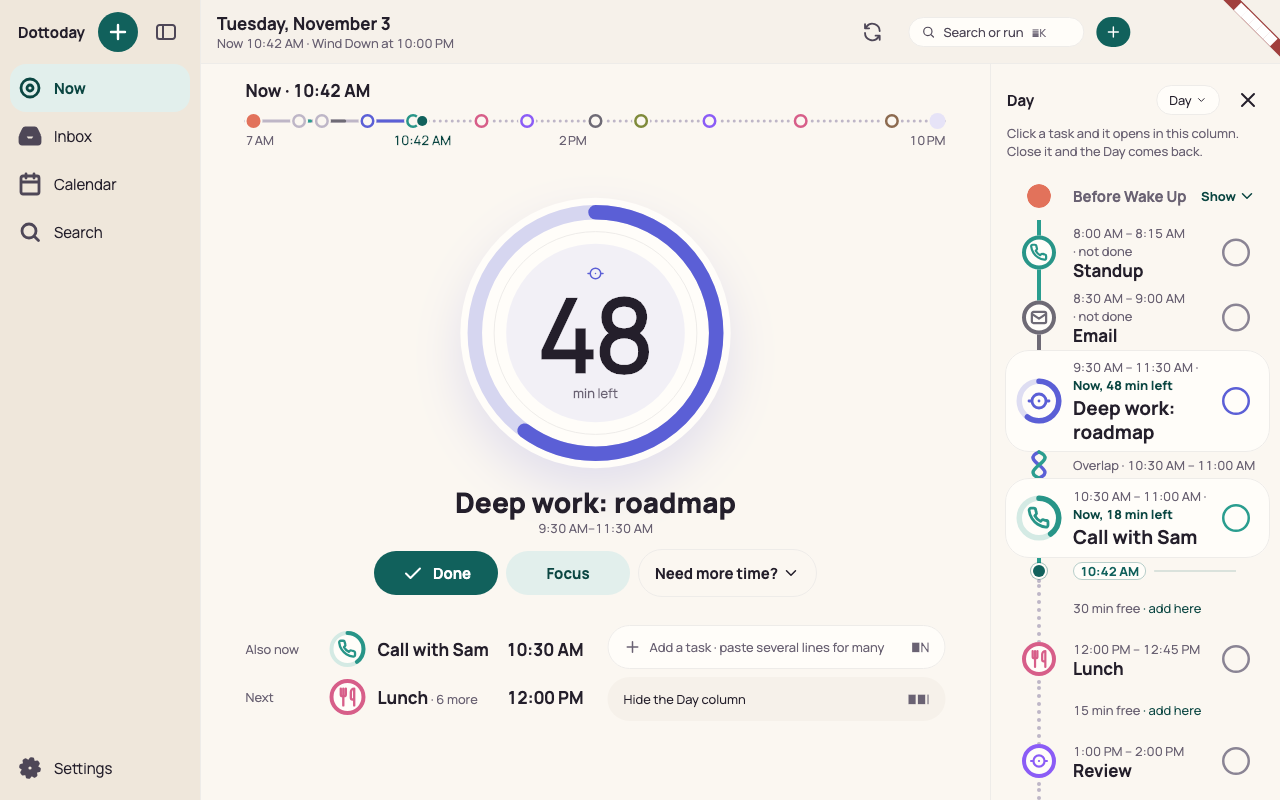 Dottoday
Now
Inbox
Calendar
Search
Settings
Tuesday, November 3
Now 10:42 AM · Wind Down at 10:00 PM
Search or run
K
Now · 10:42 AM
7 AM
10:42 AM
2 PM
10 PM
48
min left
Deep work: roadmap
9:30 AM–11:30 AM
Done
Focus
Need more time?
Also now
Call with Sam
10:30 AM
Next
Lunch · 6 more
12:00 PM
Add a task · paste several lines for many
N
Hide the Day column
Day
Day
Click a task and it opens in this column.
Close it and the Day comes back.
Before Wake Up
Show
8:00 AM – 8:15 AM
· not done
Standup
8:30 AM – 9:00 AM
· not done
Email
9:30 AM – 11:30 AM ·
Now, 48 min left
Deep work:
roadmap
Overlap · 10:30 AM – 11:00 AM
10:30 AM – 11:00 AM ·
Now, 18 min left
Call with Sam
10:42 AM
30 min free · add here
12:00 PM – 12:45 PM
Lunch
15 min free · add here
1:00 PM – 2:00 PM
Review